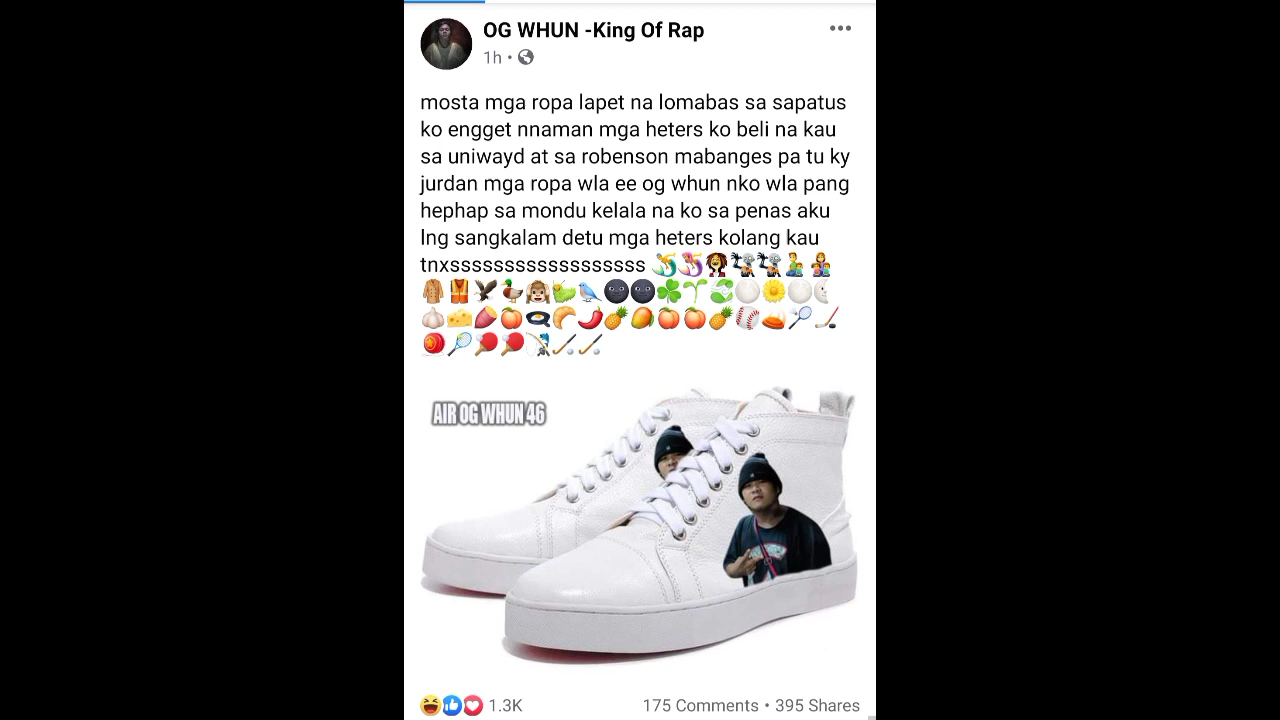 OG WHUN -King Of Rap
1h •
mosta mga ropa lapet na lomabas sa sapatus
ko engget nnaman mga heters ko beli na kau
sa uniwayd at sa robenson mabanges pa tu ky
jurdan mga ropa wla ee og whun nko wla pang
hephap sa mondu kelala na ko sa penas aku
lng sangkalam detu mga heters kolang kau
tnxssssssssssssssssss
AIR OG WHUN 46
1.3K
175 Comments • 395 Shares